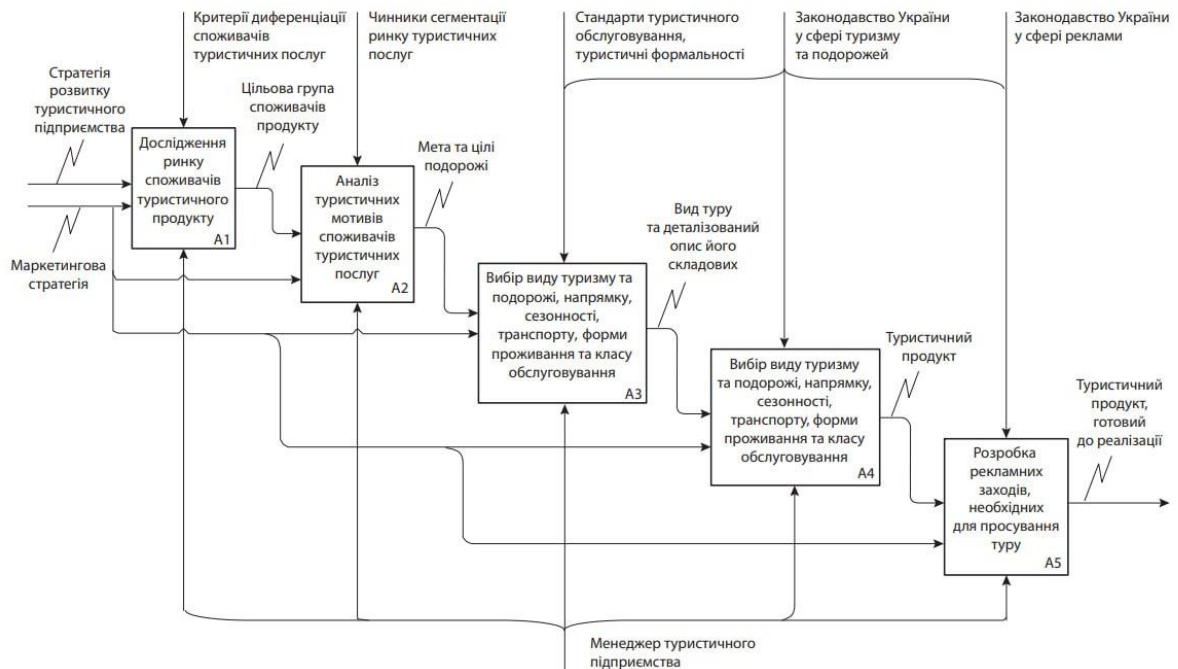 Критерії диференціації
споживачів
туристичних послуг
Чинники сегментації
ринку туристичних
послуг
Стандарти туристичного
обслуговування,
туристичні формальності
Законодавство України
у сфері туризму
та подорожей
Законодавство України
у сфері реклами
Стратегія
розвитку
туристичного
підприємства
Маркетингова
стратегія
Дослідження
ринку
споживачів
туристичного
продукту
A1
Цільова група
споживачів
продукту
Аналіз
туристичних
мотивів
споживачів
туристичних
послуг
A2
Мета та цілі
подорожі
Вибір виду туризму та
подорожі, напрямку,
сезонності,
транспорту, форми
проживання та класу
обслуговування
A3
Вид туру
та деталізований
опис його
складових
Вибір виду туризму
та подорожі, напрямку,
сезонності,
транспорту, форми
проживання та класу
обслуговування
A4
Туристичний
продукт
Розробка
рекламних
заходів,
необхідних
для просування
туру
A5
Туристичний
продукт,
готовий
до реалізації
Менеджер туристичного
підприємства